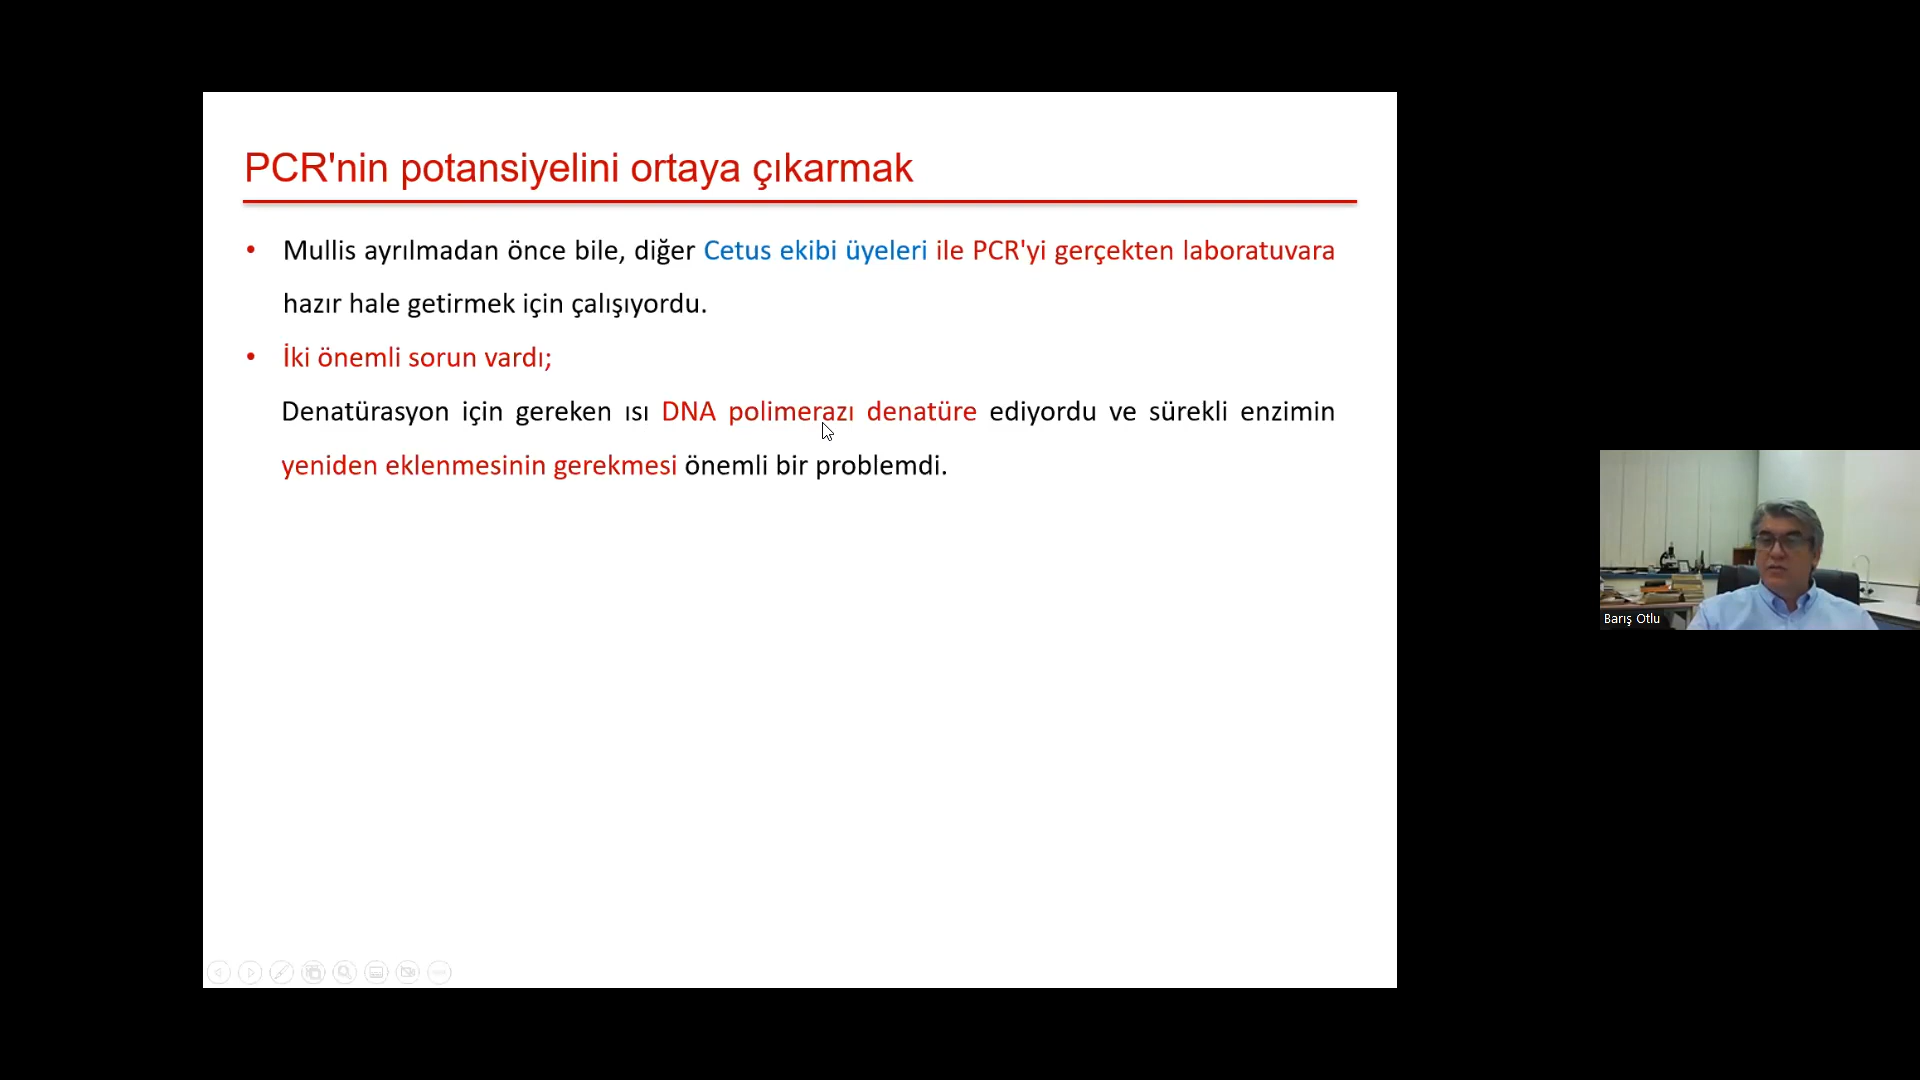 PCR'nin potansiyelini ortaya çıkarmak
• Mullis ayrılmadan önce bile, diğer Cetus ekibi üyeleri ile PCR'yi gerçekten laboratuvara
hazır hale getirmek için çalışıyordu.
• İki önemli sorun vardı;
Denatürasyon için gereken ısı DNA polimerazı denatüre ediyordu ve sürekli enzimin
yeniden eklenmesinin gerekmesi önemli bir problemdi.
Barış Otlu